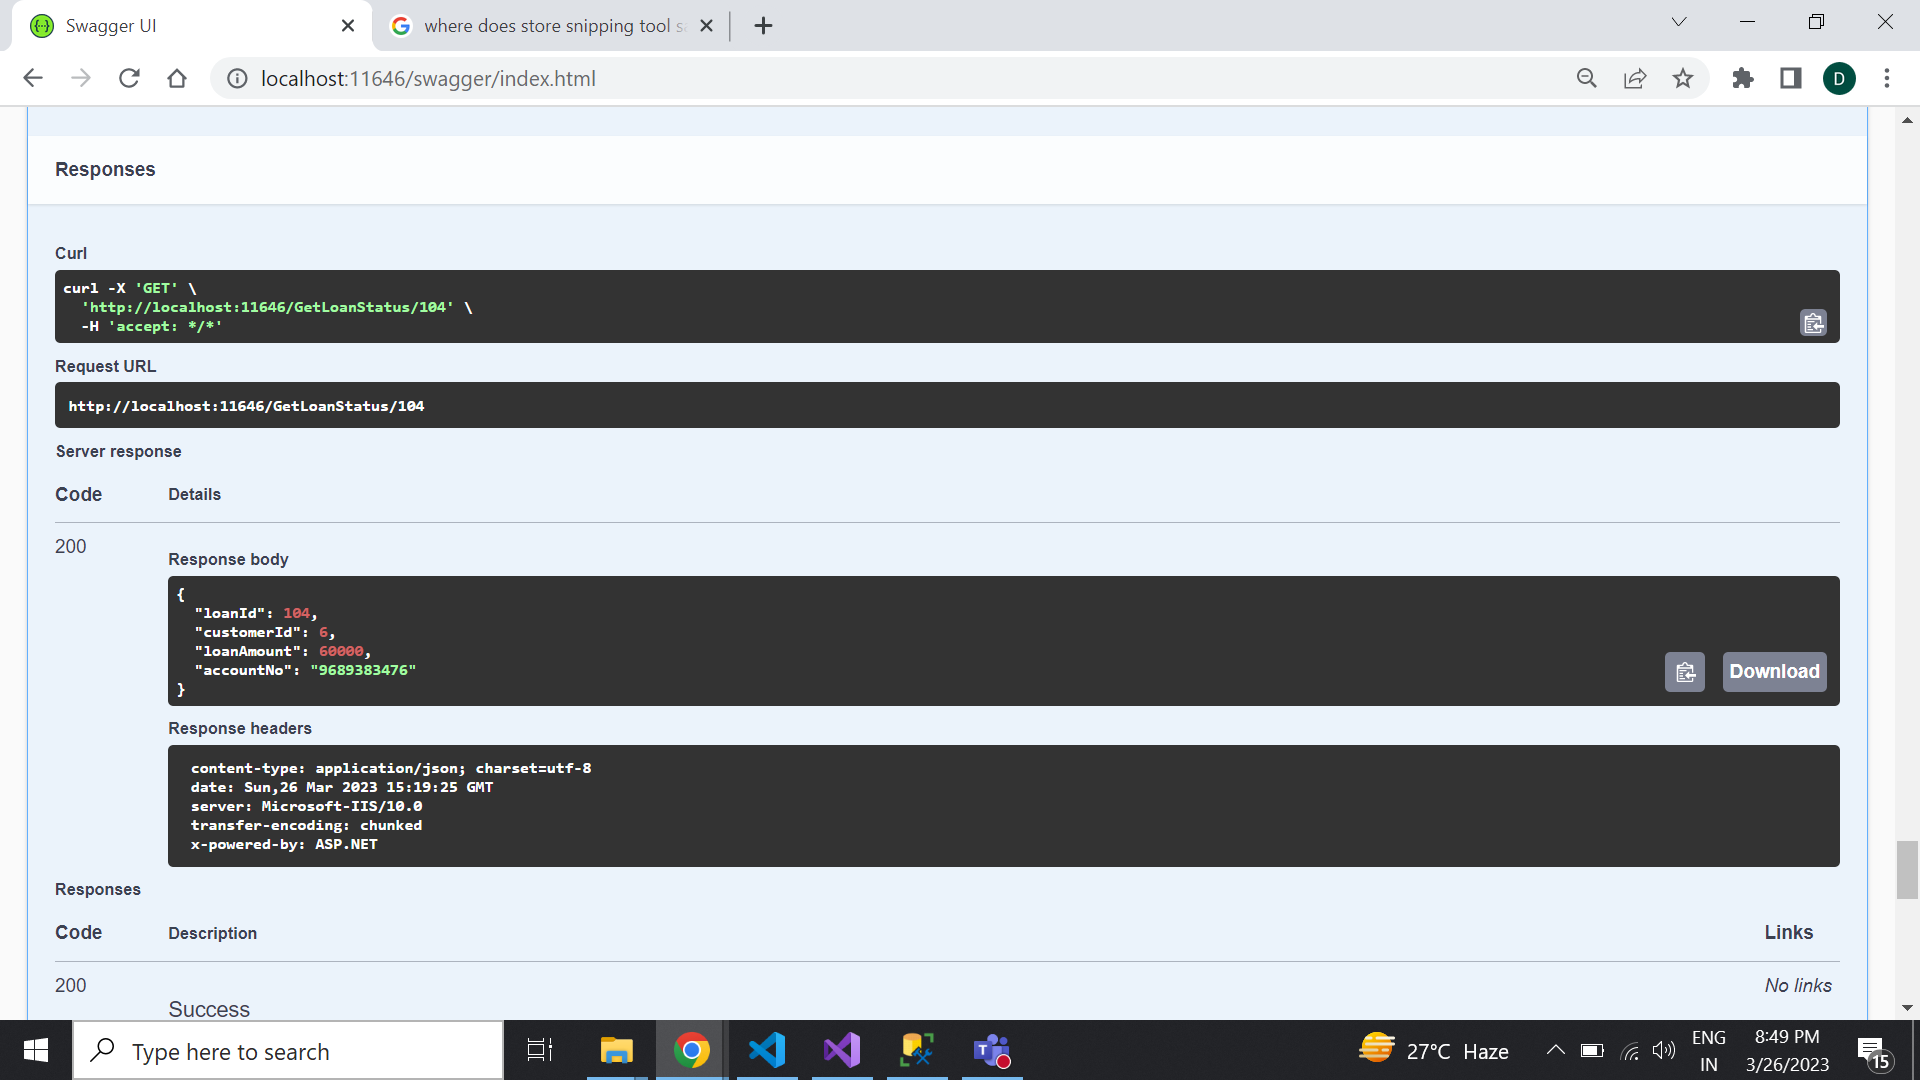 Swagger UI
where does store snipping tool sa
localhost:11646/swagger/index.html
D
Responses
Curl
curl -X 'GET' \
'http://localhost:11646/GetLoanStatus/104' \
-H 'accept: */*'
Request URL
http://localhost:11646/GetLoanStatus/104
Server response
Code Details
200
Response body
{
"loanId": 104,
"customerId": 6,
"loanAmount": 60000,
"accountNo": "9689383476"
}
Download
Response headers
content-type: application/json; charset=utf-8
date: Sun,26 Mar 2023 15:19:25 GMT
server: Microsoft-IIS/10.0
transfer-encoding: chunked
x-powered-by: ASP.NET
Responses
Code Description Links
200 No links
Success
Type here to search
27°C Haze
ENG
IN
8:49 PM
3/26/2023
15